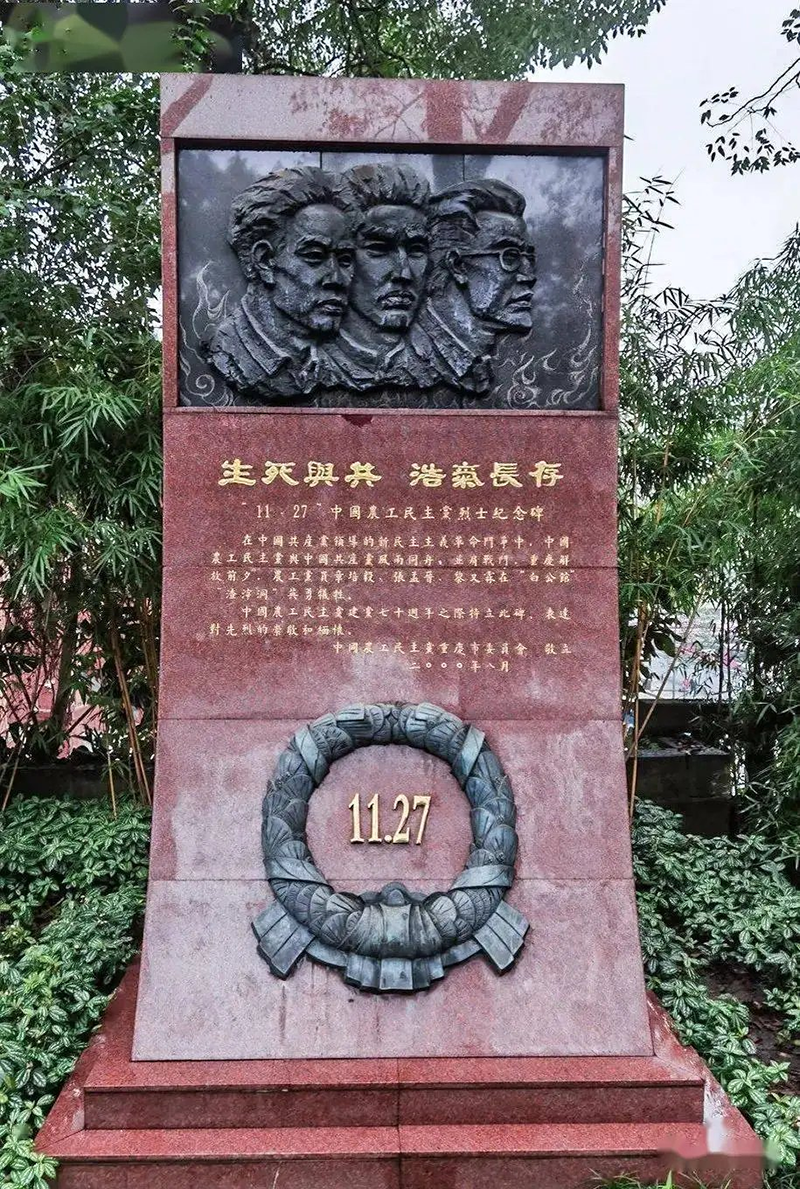 生死與共 浩氣長存
"11·27"中國農工民主黨烈士紀念碑
在中國共產黨領導的新民主主義革命鬥爭中,中國
農工民主黨與中國共產黨風雨同舟,並肩戰鬥。重慶解
放前夕,農工黨員章培毅、張孟晉、黎又霖在"白公館"
"渣滓洞"英勇犧牲。
中國農工民主黨建黨七十週年之際特立此碑,表達
對先烈的崇敬和緬懷。
中國農工民主黨重慶市委員會 敬立
二○○○年八月
11.27